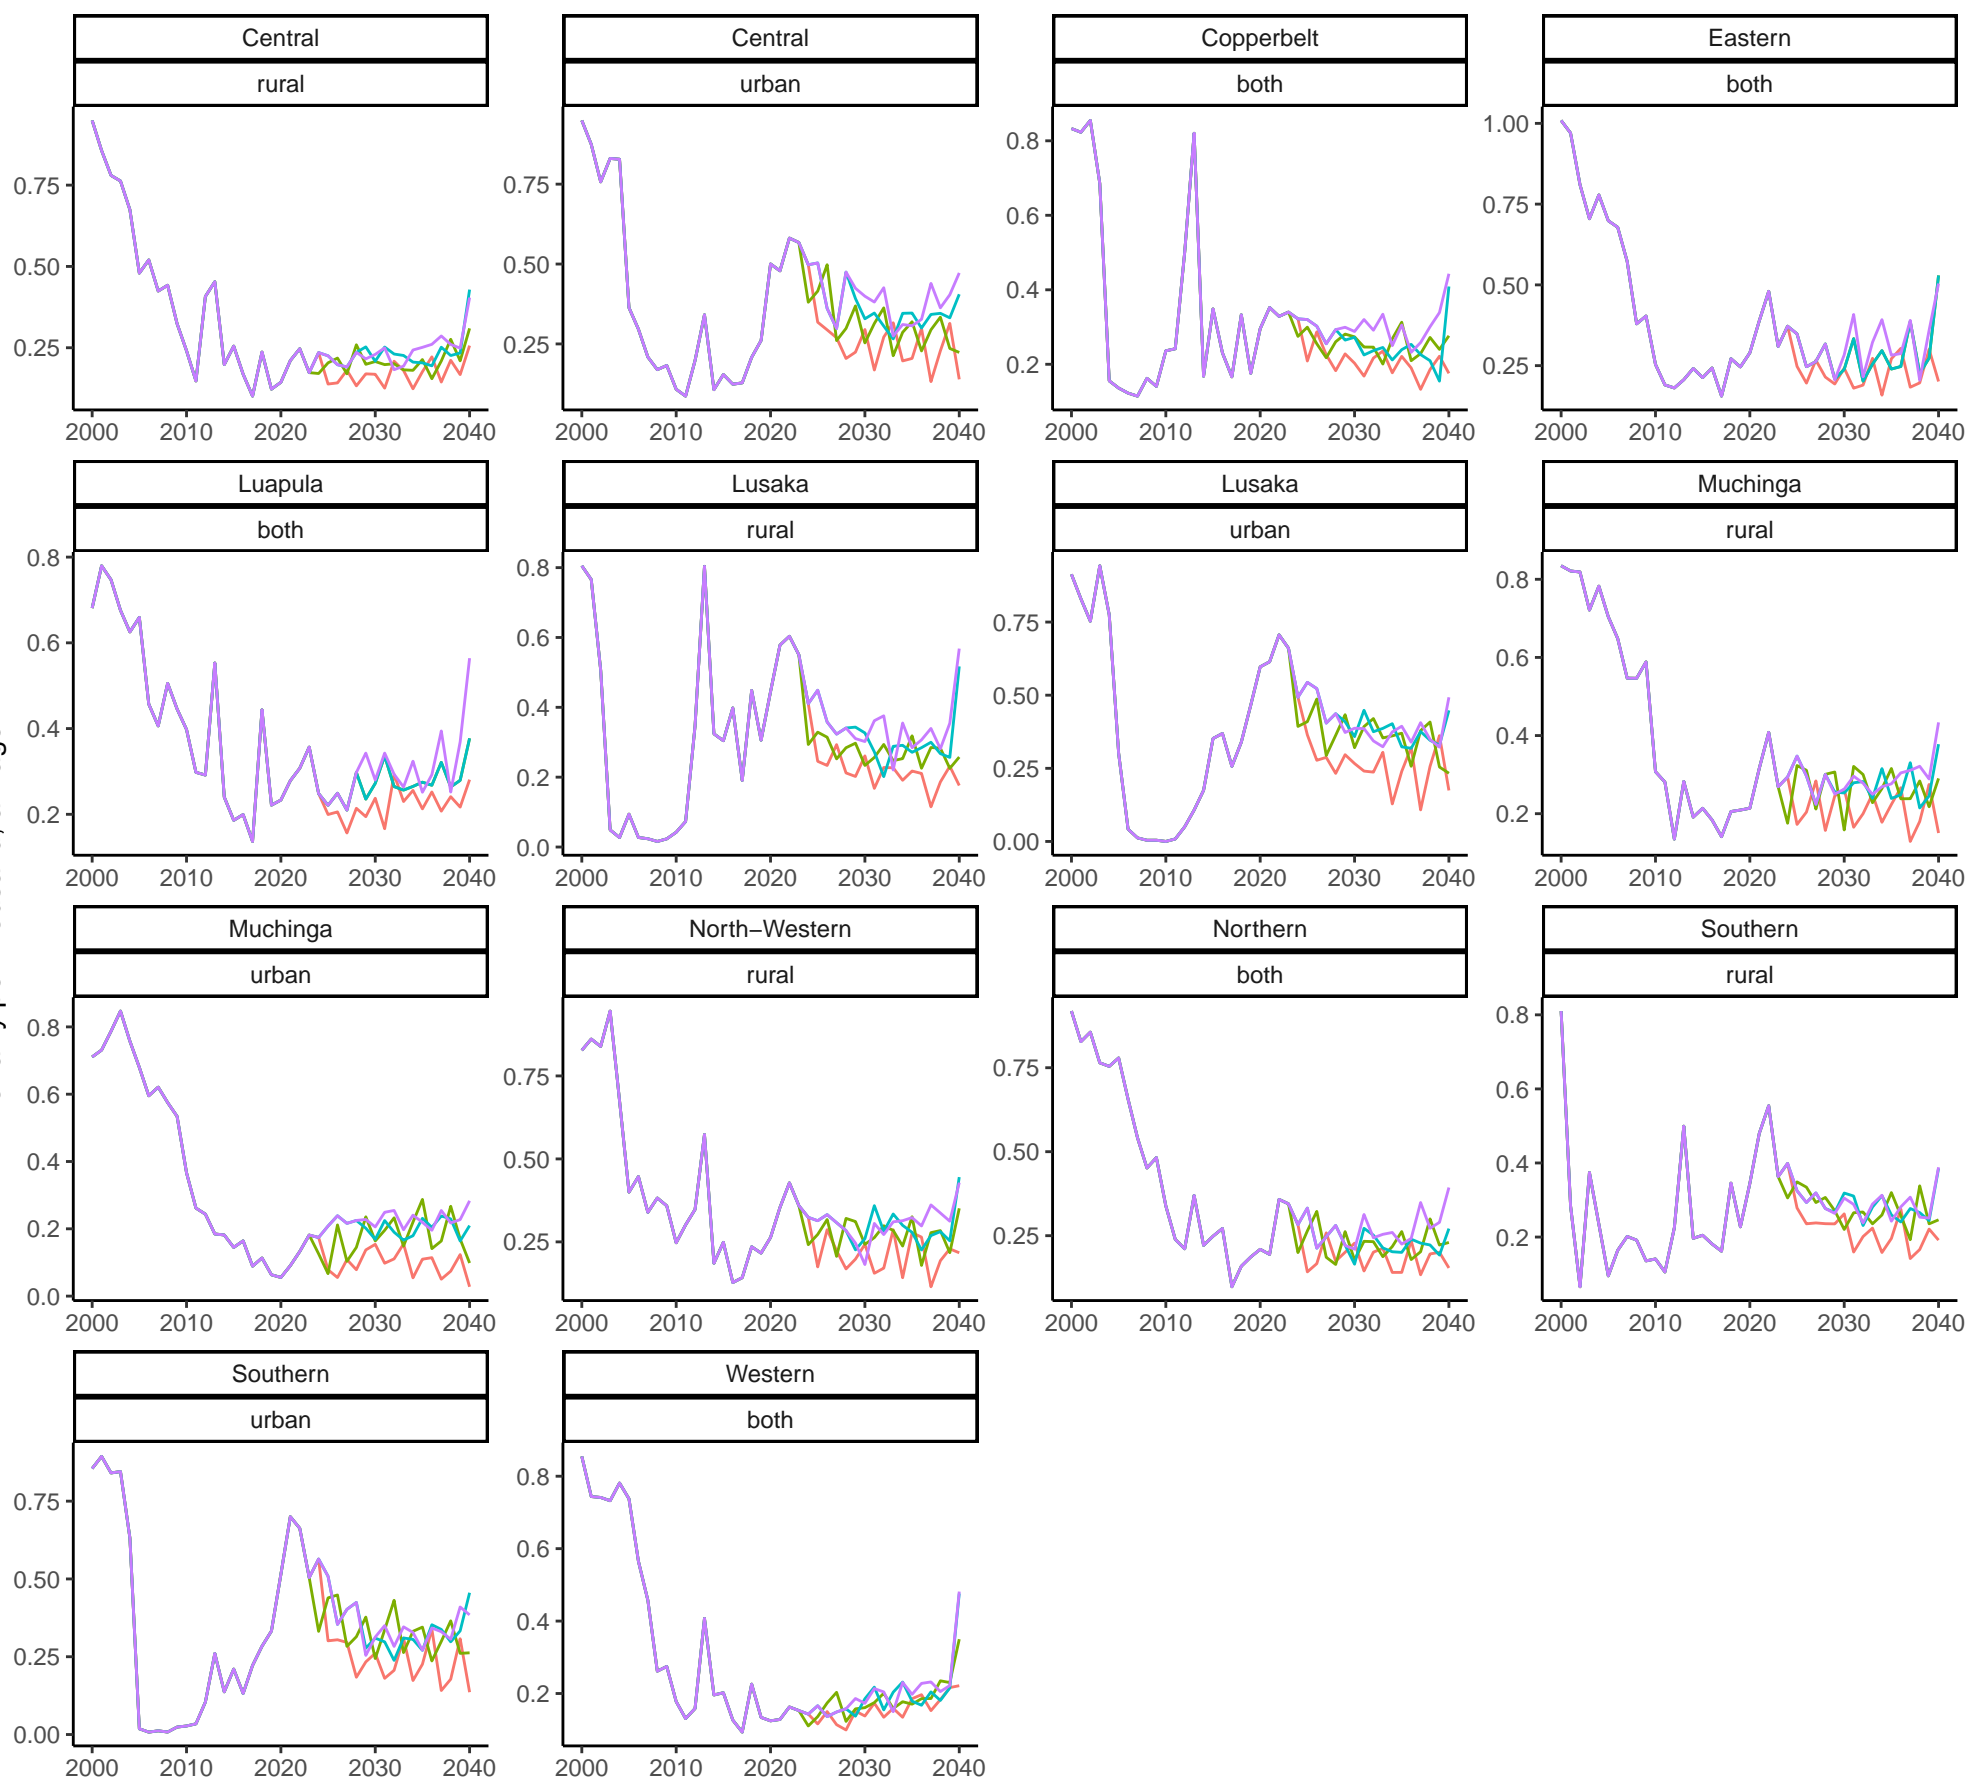 Central Central Copperbelt Eastern
rural urban both both
0.75 0.50 0.25
0.75 0.50 0.25
0.8 0.6 0.4 0.2
1.00 0.75 0.50 0.25
2000 2010 2020 2030 2040 2000 2010 2020 2030 2040 2000 2010 2020 2030 2040 2000 2010 2020 2030 2040
Luapula Lusaka Lusaka Muchinga
both rural urban rural
0.8 0.6 0.4 0.2
0.8 0.6 0.4 0.2 0.0
0.75 0.50 0.25 0.00
0.8 0.6 0.4 0.2
2000 2010 2020 2030 2040 2000 2010 2020 2030 2040 2000 2010 2020 2030 2040 2000 2010 2020 2030 2040
Muchinga North−Western Northern Southern
urban rural both rural
0.8 0.6 0.4 0.2 0.0
0.75 0.50 0.25
0.75 0.50 0.25
0.8 0.6 0.4 0.2
2000 2010 2020 2030 2040 2000 2010 2020 2030 2040 2000 2010 2020 2030 2040 2000 2010 2020 2030 2040
Southern Western
urban both
0.75 0.50 0.25 0.00
0.8 0.6 0.4 0.2
2000 2010 2020 2030 2040 2000 2010 2020 2030 2040